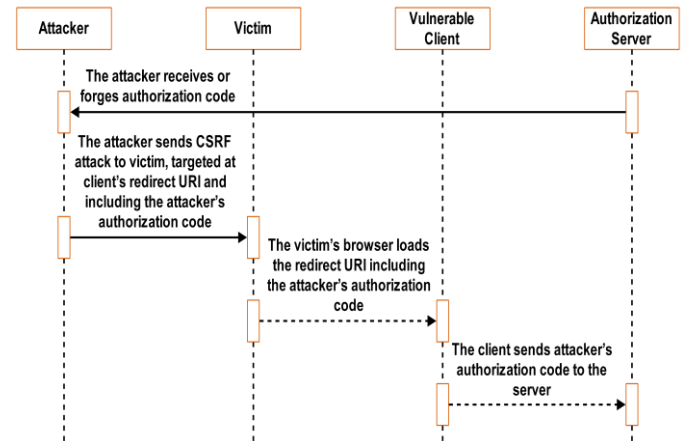 Attacker
Victim
Vulnerable
Client
Authorization
Server
The attacker receives or
forges authorization code
The attacker sends CSRF
attack to victim, targeted at
client's redirect URI and
including the attacker's
authorization code
The victim's browser loads
the redirect URI including
the attacker's authorization
code
The client sends attacker's
authorization code to the
server